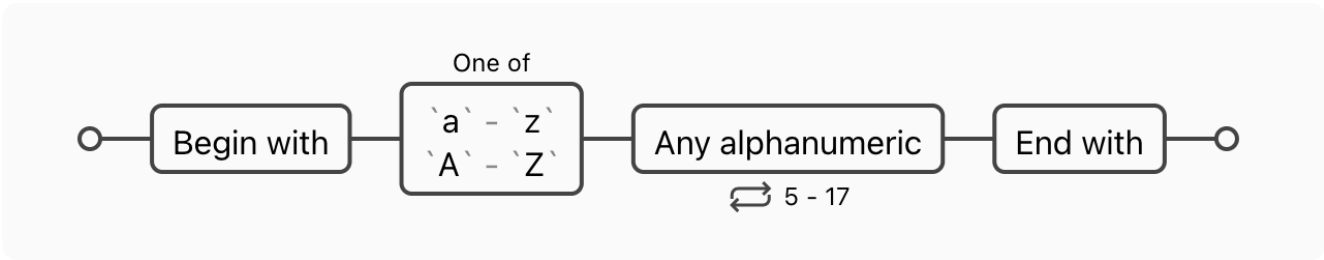 One of
Begin with
`a` - `z`
`A` - `Z`
Any alphanumeric
End with
5 - 17